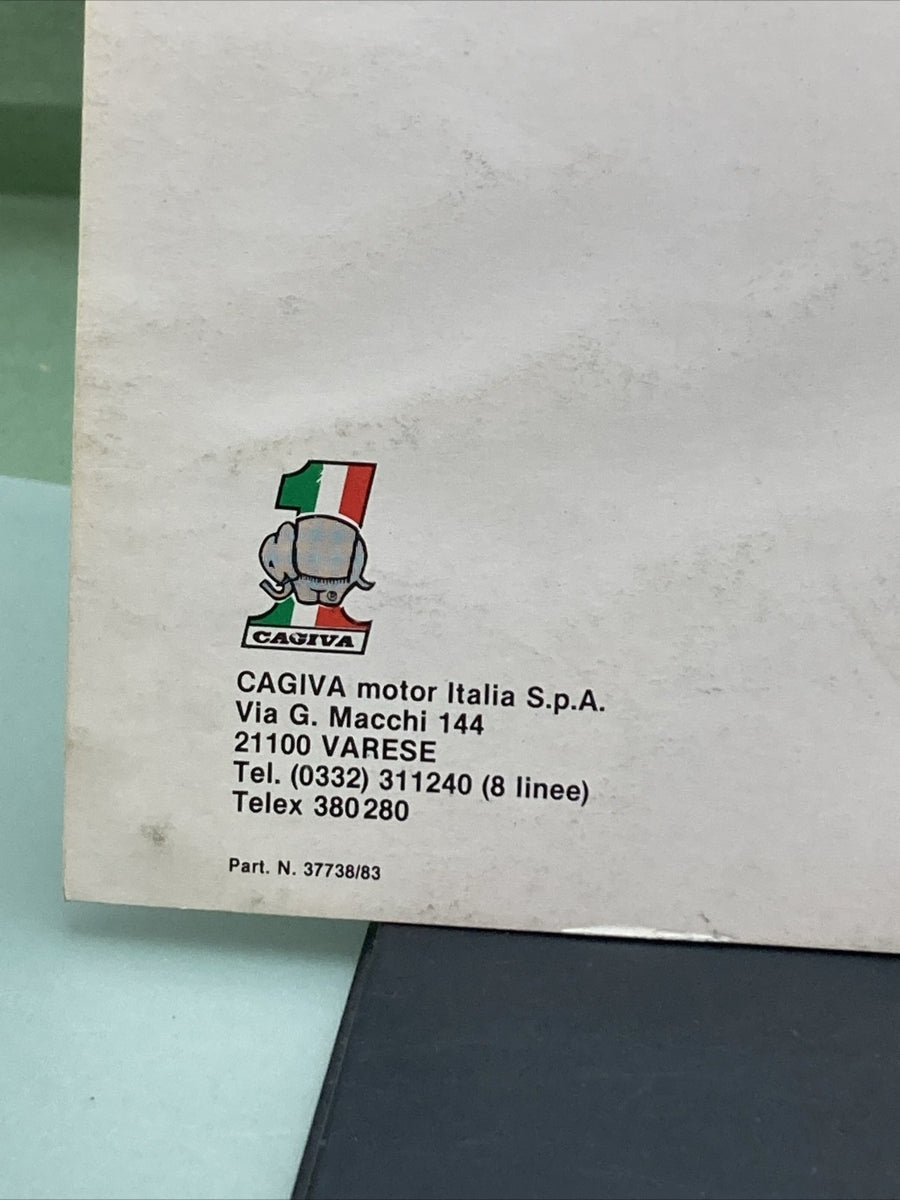 1
CAGIVA
CAGIVA motor Italia S.p.A.
Via G. Macchi 144
21100 VARESE
Tel. (0332) 311240 (8 linee)
Telex 380280
Part. N. 37738/83